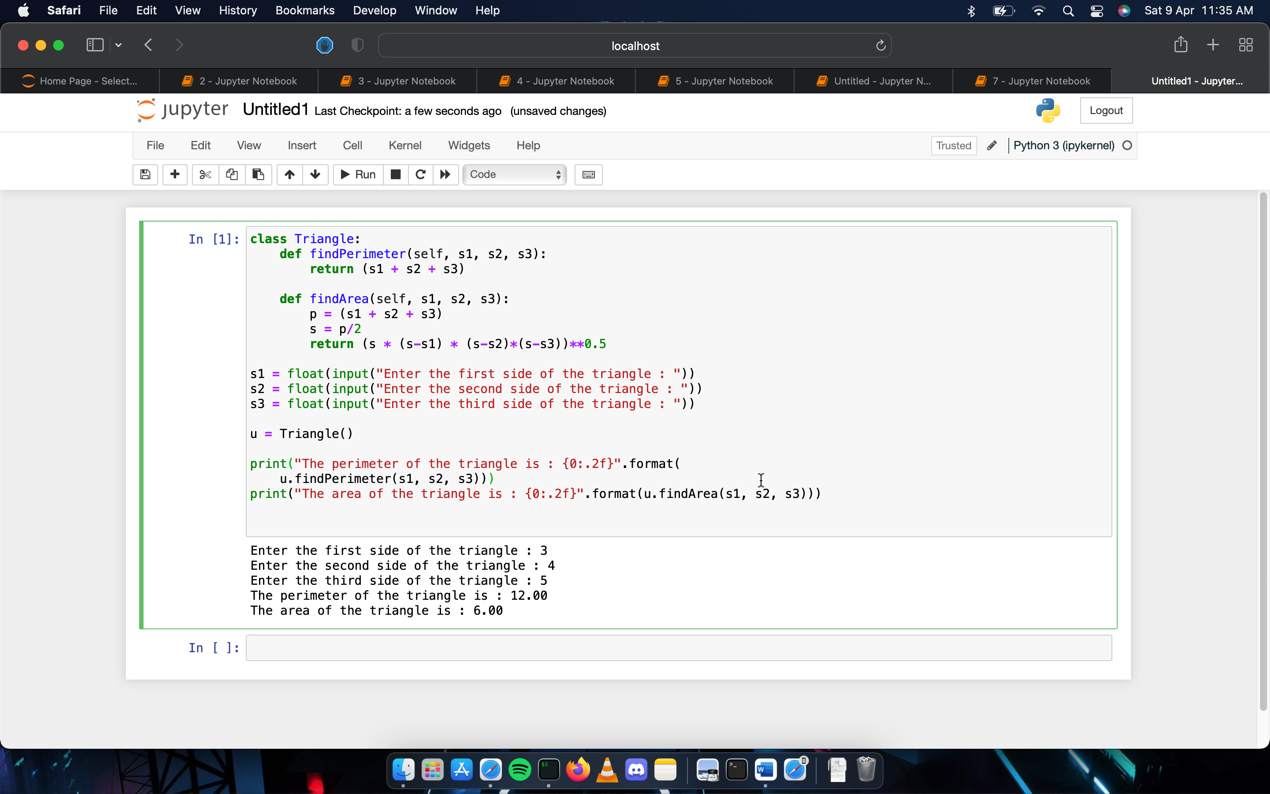 Safari File Edit View History Bookmarks Develop Window Help Sat 9 Apr 11:35 AM
localhost
Home Page - Select... 2 - Jupyter Notebook 3 - Jupyter Notebook 4 - Jupyter Notebook 5 - Jupyter Notebook Untitled - Jupyter N... 7 - Jupyter Notebook Untitled1 - Jupyter...
jupyter Untitled1 Last Checkpoint: a few seconds ago (unsaved changes) Logout
File Edit View Insert Cell Kernel Widgets Help Trusted Python 3 (ipykernel)
Run Code
In [1]: class Triangle:
def findPerimeter(self, s1, s2, s3):
return (s1 + s2 + s3)
def findArea(self, s1, s2, s3):
p = (s1 + s2 + s3)
s = p/2
return (s * (s-s1) * (s-s2)*(s-s3))**0.5
s1 = float(input("Enter the first side of the triangle : "))
s2 = float(input("Enter the second side of the triangle : "))
s3 = float(input("Enter the third side of the triangle : "))
u = Triangle()
print("The perimeter of the triangle is : {0:.2f}".format(
u.findPerimeter(s1, s2, s3)))
print("The area of the triangle is : {0:.2f}".format(u.findArea(s1, s2, s3)))
Enter the first side of the triangle : 3
Enter the second side of the triangle : 4
Enter the third side of the triangle : 5
The perimeter of the triangle is : 12.00
The area of the triangle is : 6.00
In [ ]: